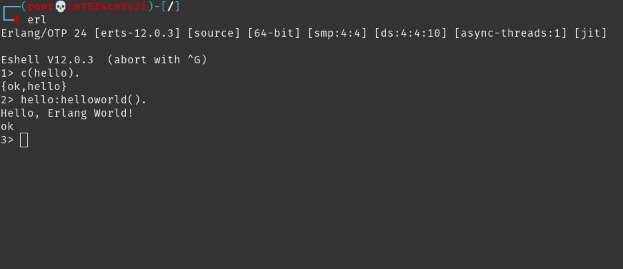 ┌──(root💀ce7524ce3c21)-[/]
└─# erl
Erlang/OTP 24 [erts-12.0.3] [source] [64-bit] [smp:4:4] [ds:4:4:10] [async-threads:1] [jit]
Eshell V12.0.3 (abort with ^G)
1> c(hello).
{ok,hello}
2> hello:helloworld().
Hello, Erlang World!
ok
3>